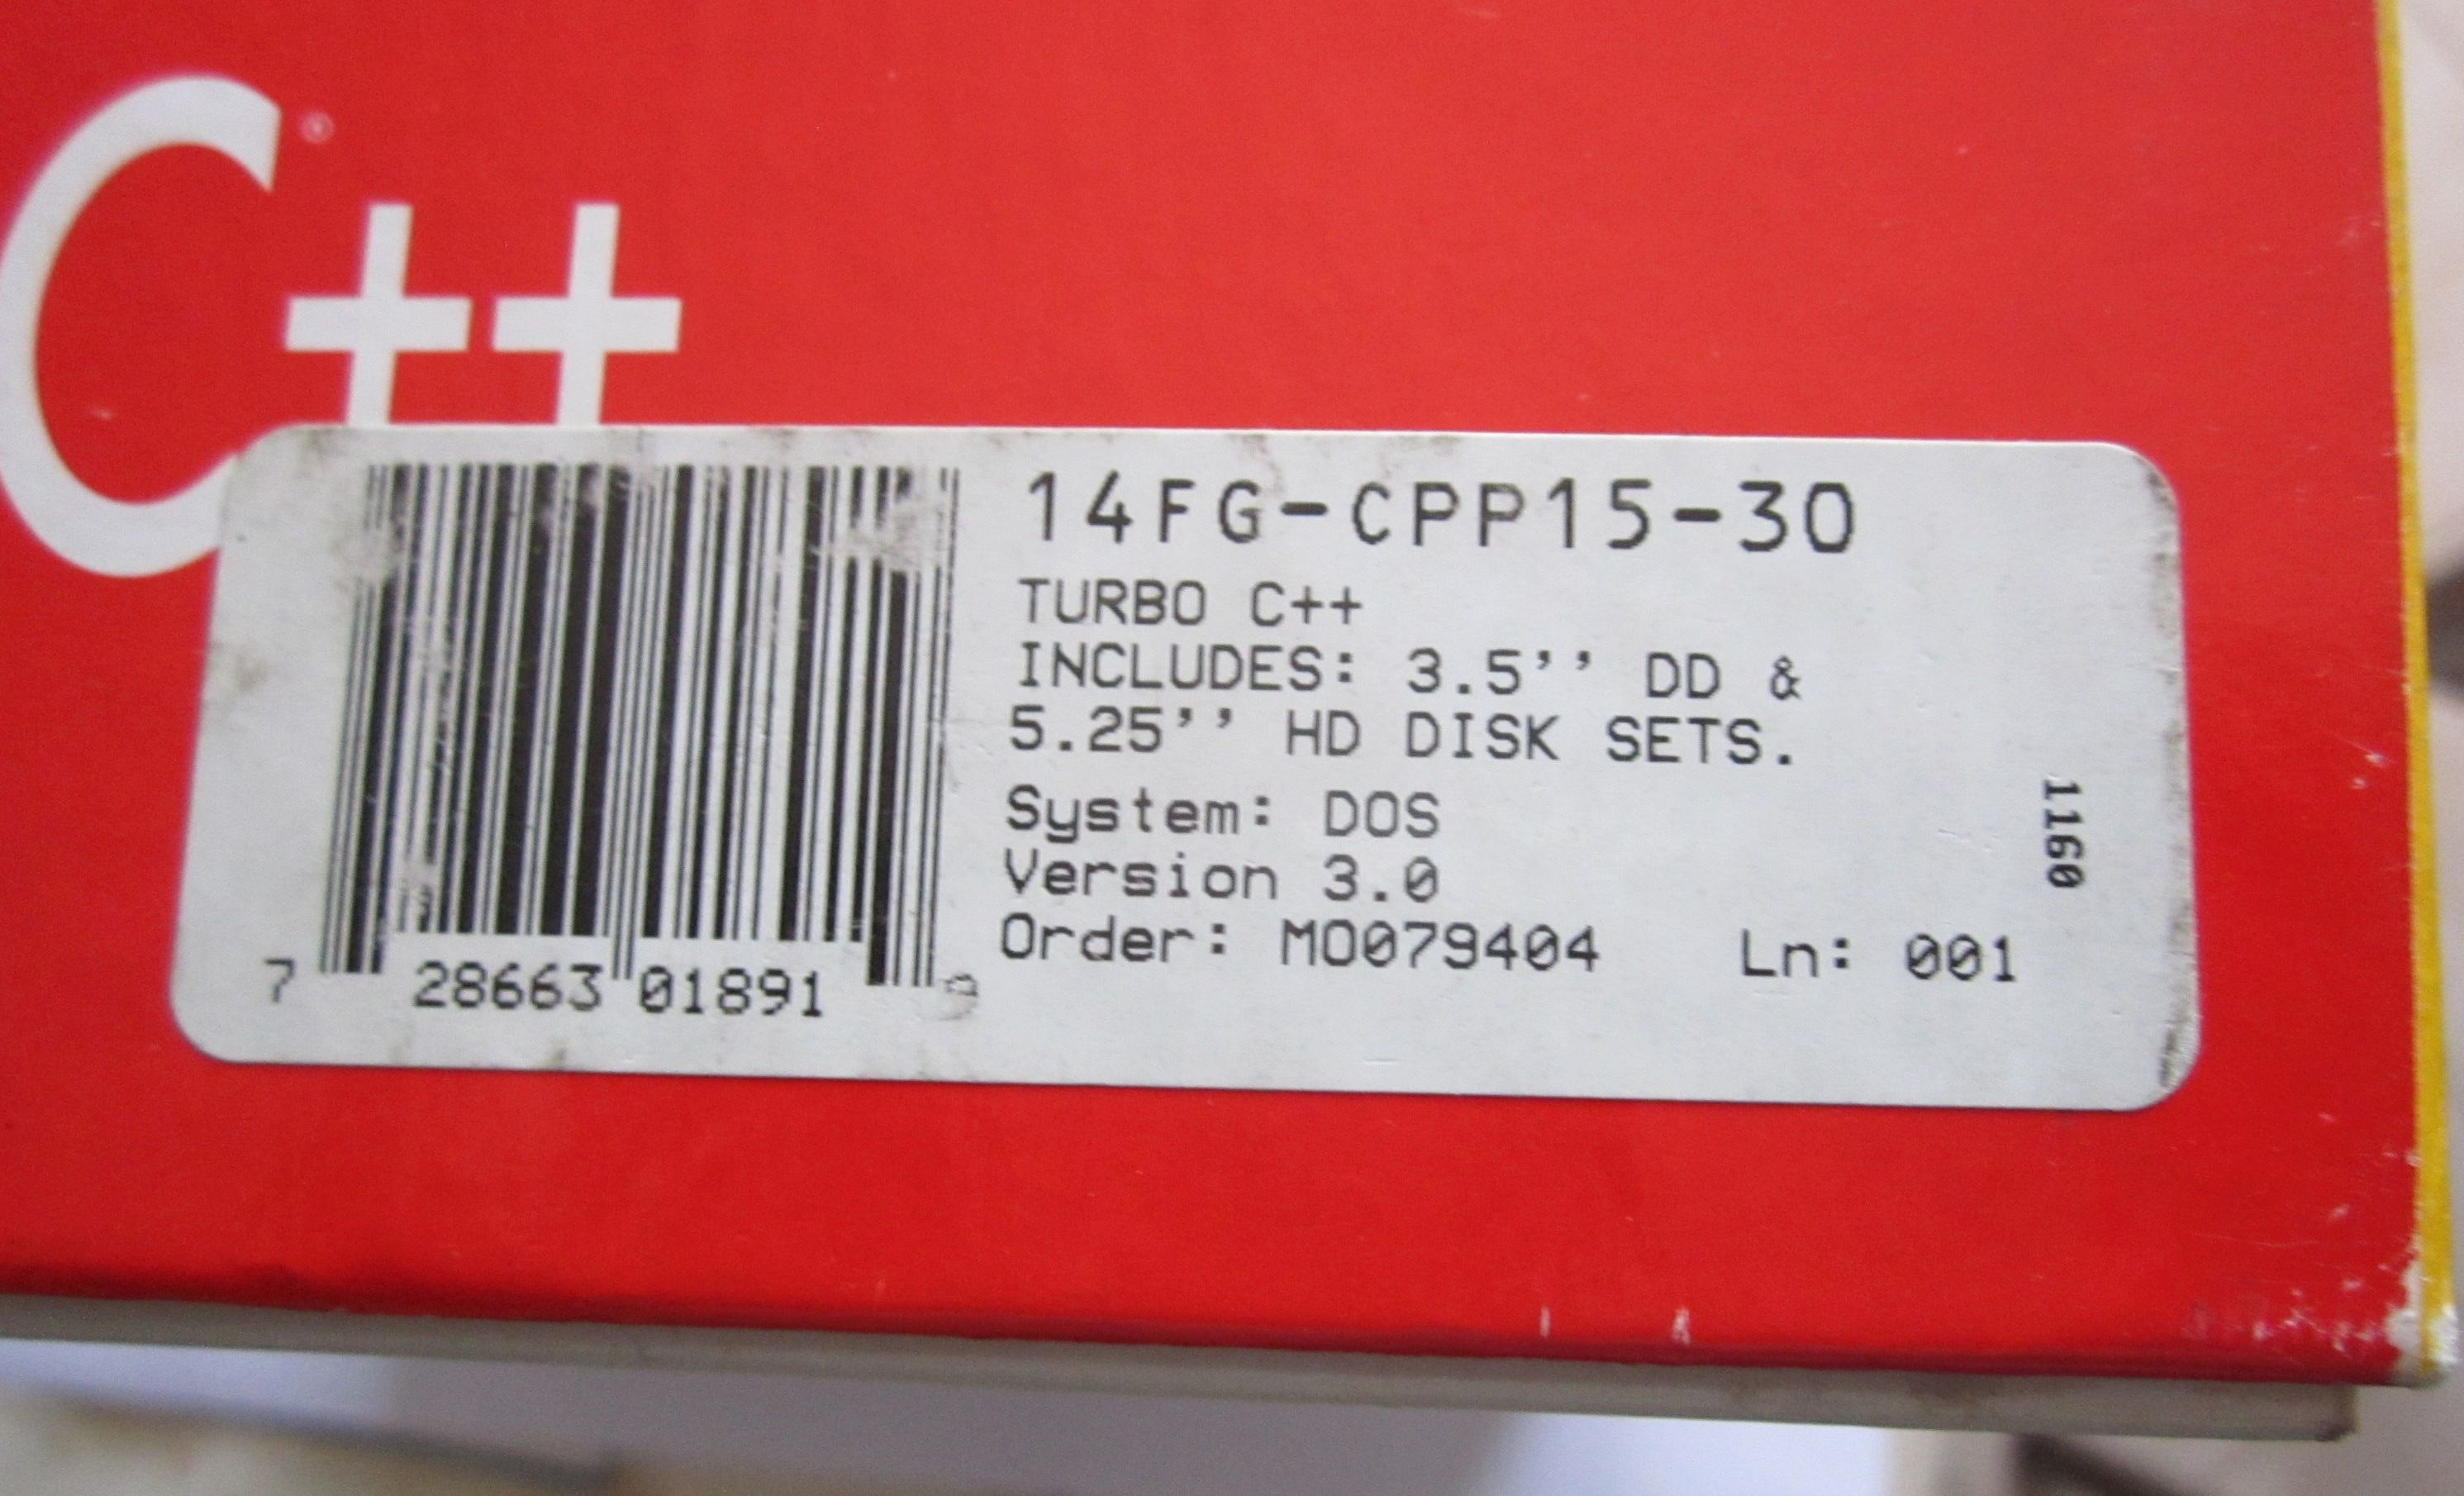 C++
14FG-CPP15-30
TURBO C++
INCLUDES: 3.5'' DD &
5.25'' HD DISK SETS.
System: DOS
Version 3.0
Order: MO079404 Ln: 001
1160
7 28663 01891